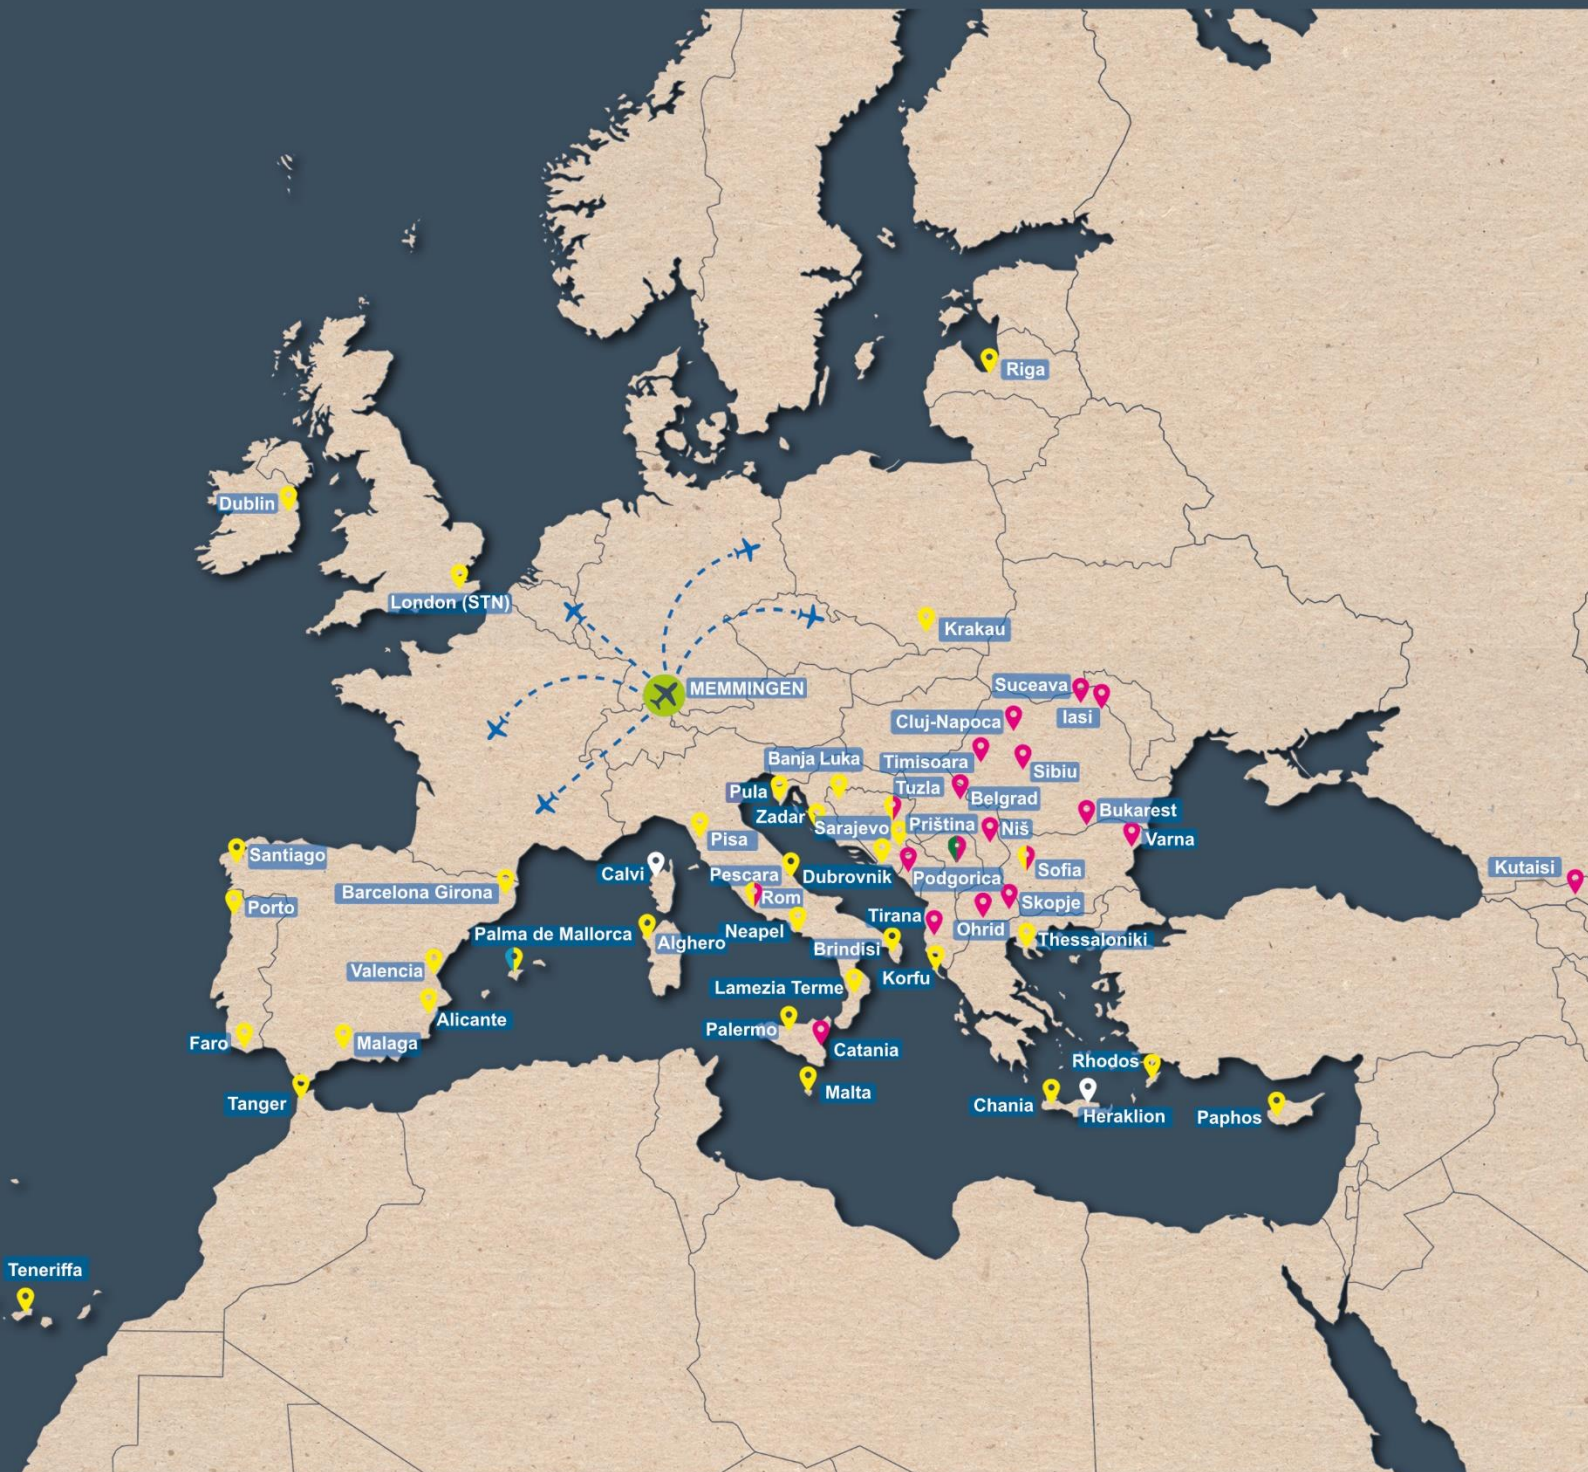 Riga
Dublin
London (STN)
Krakau
MEMMINGEN
Suceava
Iasi
Cluj-Napoca
Banja Luka
Timisoara
Sibiu
Pula
Tuzla
Belgrad
Zadar
Sarajevo
Priština
Niš
Bukarest
Varna
Pisa
Santiago
Calvi
Pescara
Dubrovnik
Podgorica
Sofia
Kutaisi
Barcelona Girona
Rom
Porto
Tirana
Skopje
Palma de Mallorca
Alghero
Neapel
Ohrid
Thessaloniki
Brindisi
Valencia
Korfu
Lamezia Terme
Alicante
Palermo
Faro
Malaga
Catania
Rhodos
Malta
Tanger
Chania
Heraklion
Paphos
Teneriffa